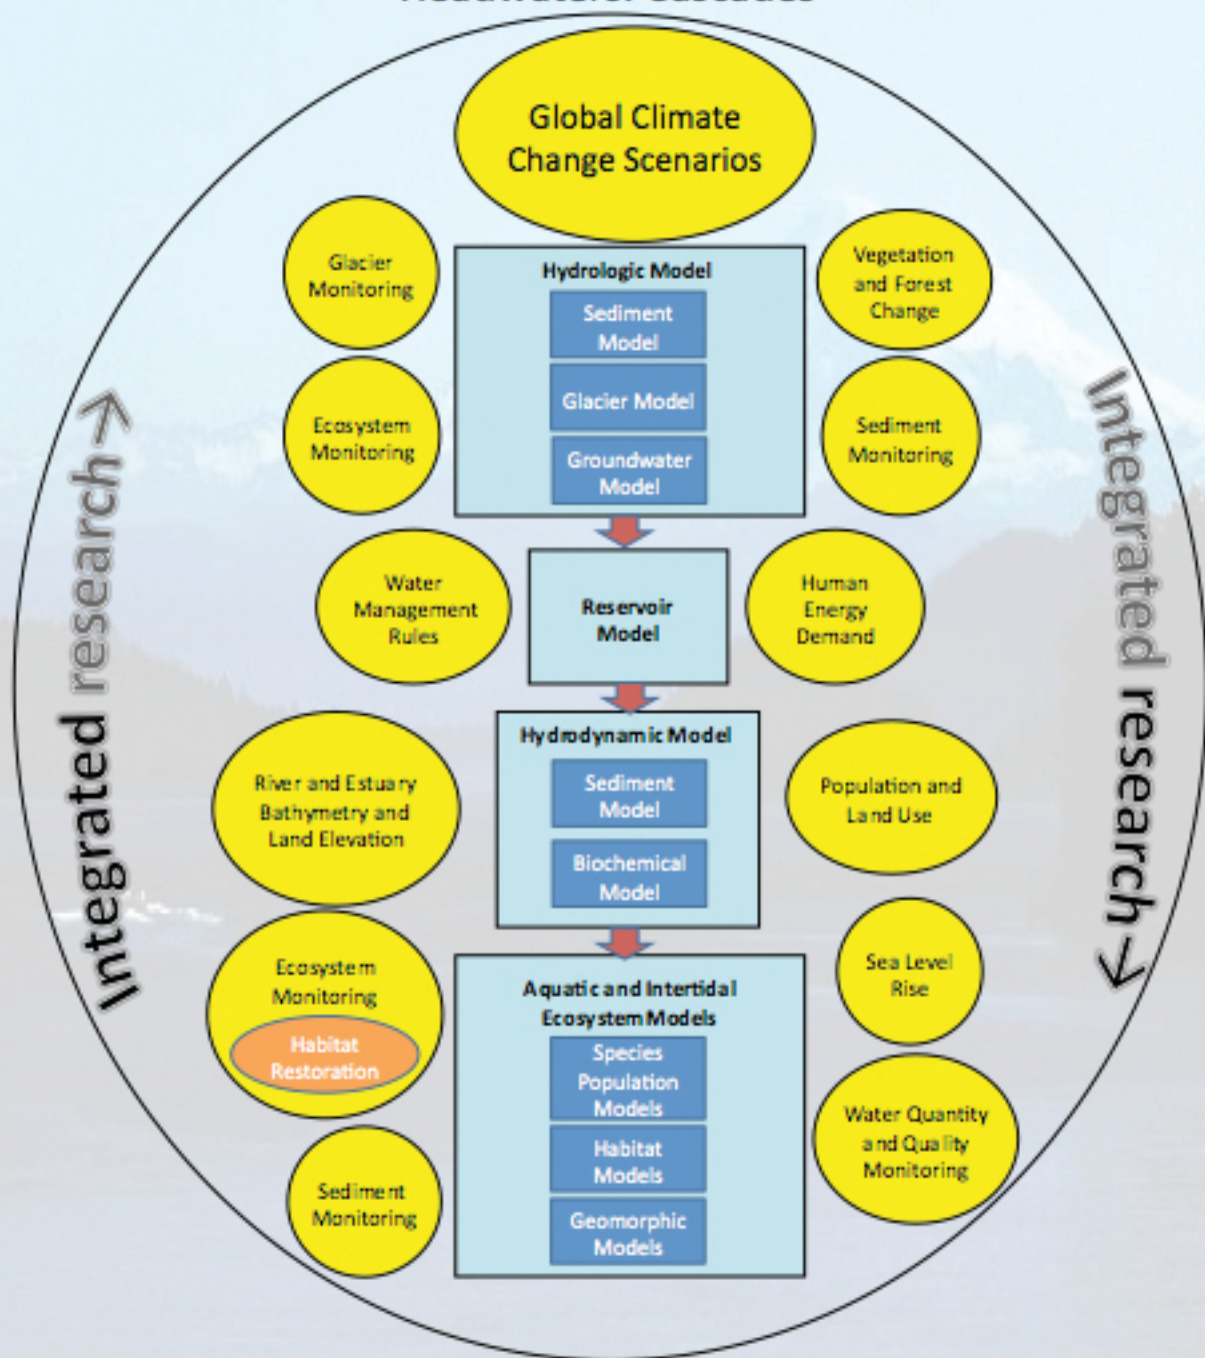 Global Climate
Change Scenarios
Glacier
Monitoring
Hydrologic Model
Vegetation
and Forest
Change
Sediment
Model
Glacier Model
Ecosystem
Monitoring
Sediment
Monitoring
Groundwater
Model
Integrated research→
Integrated research→
Water
Management
Rules
Reservoir
Model
Human
Energy
Demand
Hydrodynamic Model
River and Estuary
Bathymetry and
Land Elevation
Sediment
Model
Population and
Land Use
Biochemical
Model
Ecosystem
Monitoring
Habitat
Restoration
Aquatic and Intertidal
Ecosystem Models
Sea Level
Rise
Species
Population
Models
Water Quantity
and Quality
Monitoring
Habitat
Models
Sediment
Monitoring
Geomorphic
Models